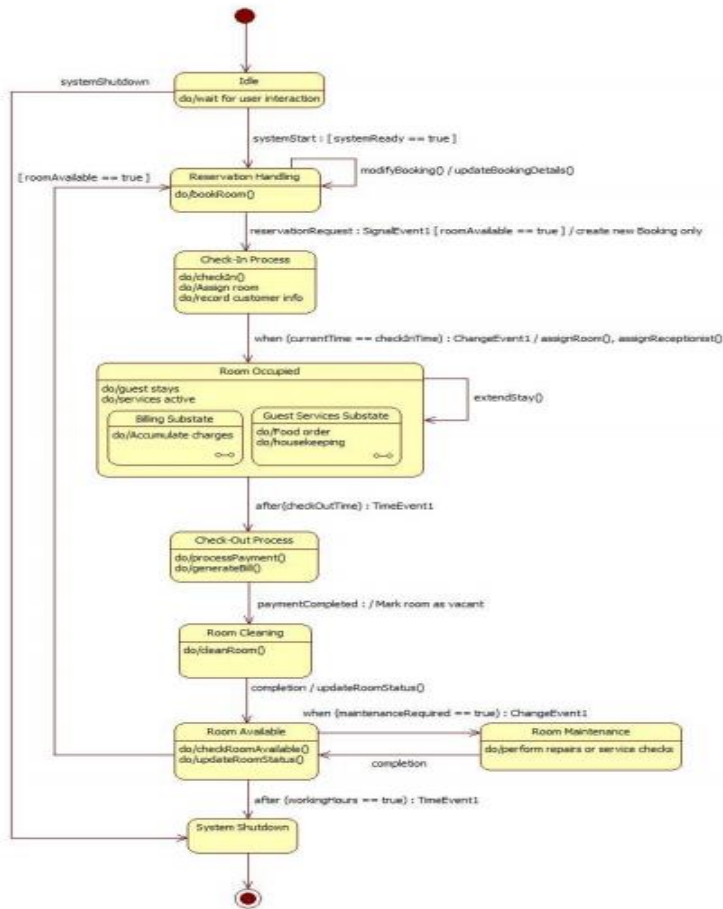 systemShutdown
Idle
do/wait for user interaction
systemStart : [ systemReady == true ]
[ roomAvailable == true ]
Reservation Handling
do/bookRoom()
modifyBooking() / updateBookingDetails()
reservationRequest : SignalEvent1 [ roomAvailable == true ] / create new Booking only
Check-In Process
do/checkIn()
do/Assign room
do/record customer info
when (currentTime == checkInTime) : ChangeEvent1 / assignRoom(), assignReceptionist()
Room Occupied
do/guest stays
do/services active
extendStay()
Billing Substate
do/Accumulate charges
Guest Services Substate
do/Food order
do/housekeeping
after(checkOutTime) : TimeEvent1
Check-Out Process
do/processPayment()
do/generateBill()
paymentCompleted : / Mark room as vacant
Room Cleaning
do/cleanRoom()
completion / updateRoomStatus()
when (maintenanceRequired == true) : ChangeEvent1
Room Available
do/checkRoomAvailable()
do/updateRoomStatus()
Room Maintenance
do/perform repairs or service checks
completion
after (workingHours == true) : TimeEvent1
System Shutdown